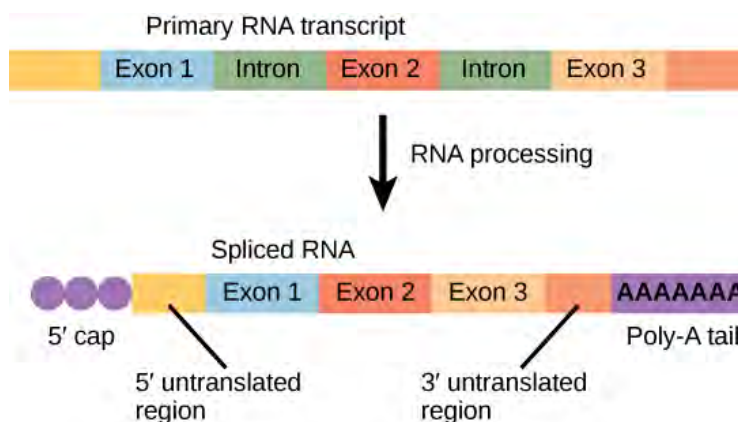 Primary RNA transcript
Exon 1 Intron Exon 2 Intron Exon 3
RNA processing
Spliced RNA
Exon 1 Exon 2 Exon 3 AAAAAAA
5′ cap
Poly-A tail
5′ untranslated
region
3′ untranslated
region